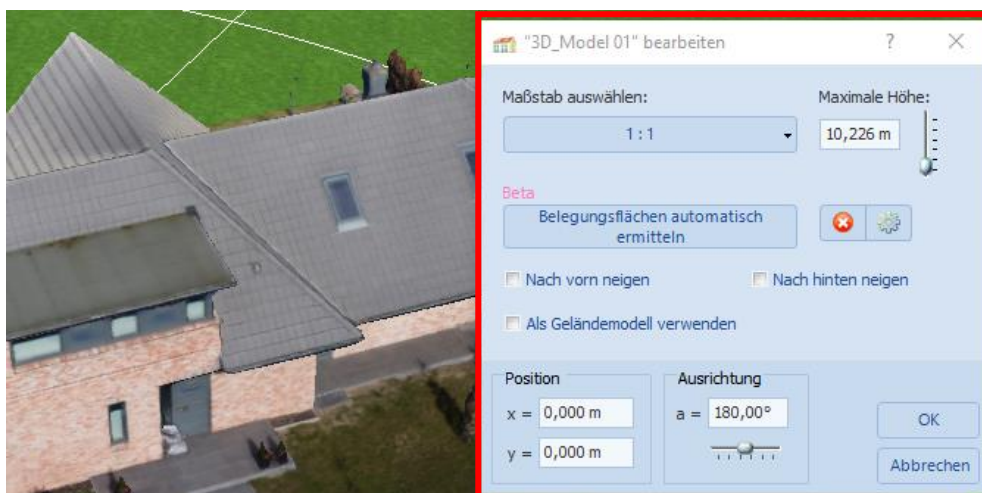 "3D_Model 01" bearbeiten
?
Maßstab auswählen:
Maximale Höhe:
1 : 1
10,226 m
Beta
Belegungsflächen automatisch
ermitteln
Nach vorn neigen
Nach hinten neigen
Als Geländemodell verwenden
Position
Ausrichtung
x = 0,000 m
a = 180,00°
OK
y = 0,000 m
Abbrechen